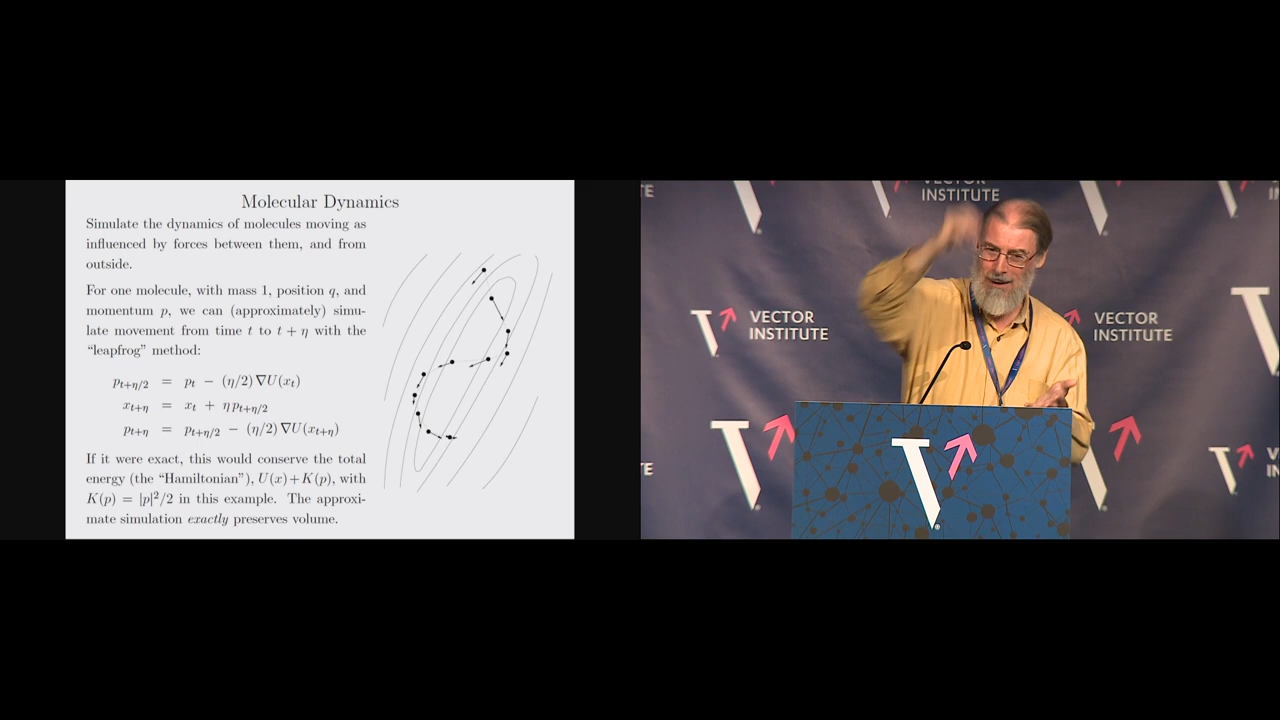 Molecular Dynamics
Simulate the dynamics of molecules moving as
influenced by forces between them, and from
outside.
For one molecule, with mass 1, position q, and
momentum p, we can (approximately) simu-
late movement from time t to t + η with the
“leapfrog” method:
p_{t+η/2} = p_t − (η/2) ∇U(x_t)
x_{t+η} = x_t + η p_{t+η/2}
p_{t+η} = p_{t+η/2} − (η/2) ∇U(x_{t+η})
If it were exact, this would conserve the total
energy (the “Hamiltonian”), U(x)+K(p), with
K(p) = |p|²/2 in this example. The approxi-
mate simulation exactly preserves volume.
VECTOR
INSTITUTE
VECTOR
INSTITUTE
VECTOR
INSTITUTE